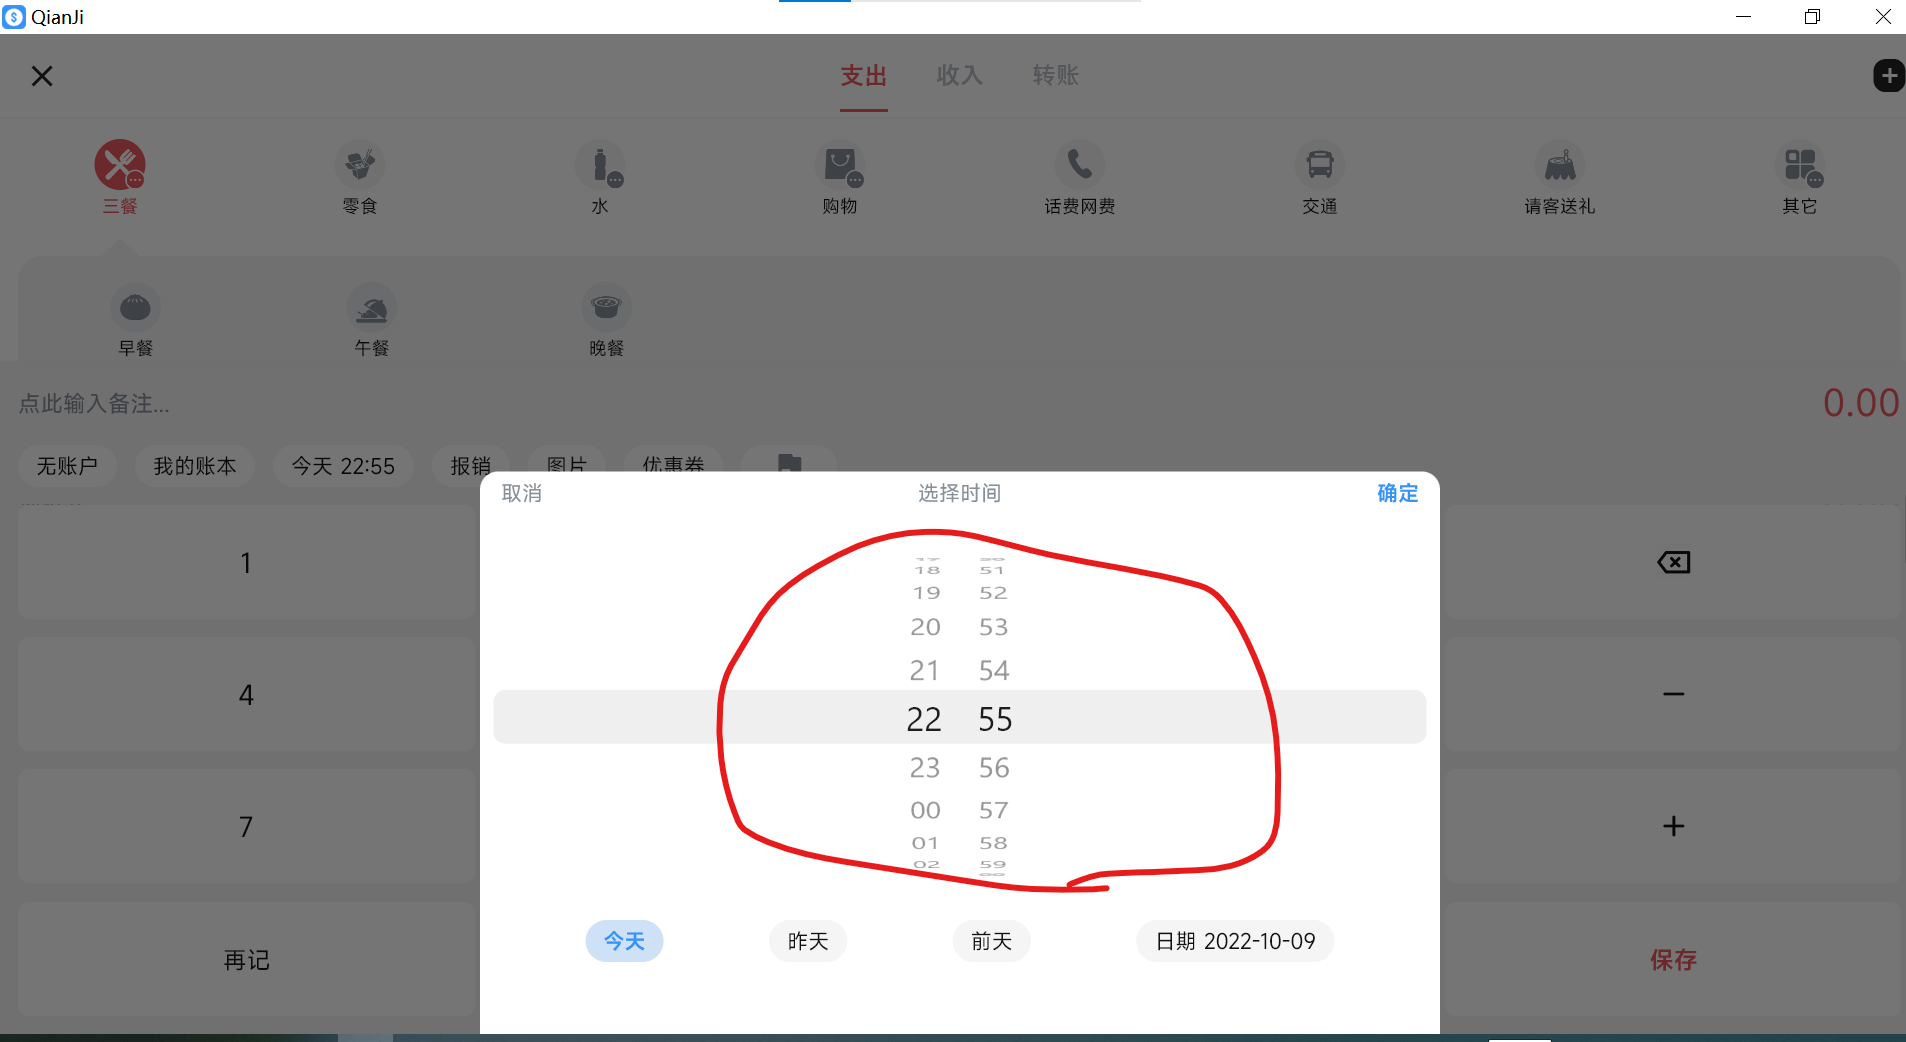 QianJi
支出 收入 转账
三餐 零食 水 购物 话费网费 交通 请客送礼 其它
早餐 午餐 晚餐
点此输入备注... 0.00
无账户 我的账本 今天 22:55 报销 图片 优惠券
取消 选择时间 确定
18 51
19 52
20 53
21 54
22 55
23 56
00 57
01 58
02 59
今天 昨天 前天 日期 2022-10-09
1
4
7
再记
保存